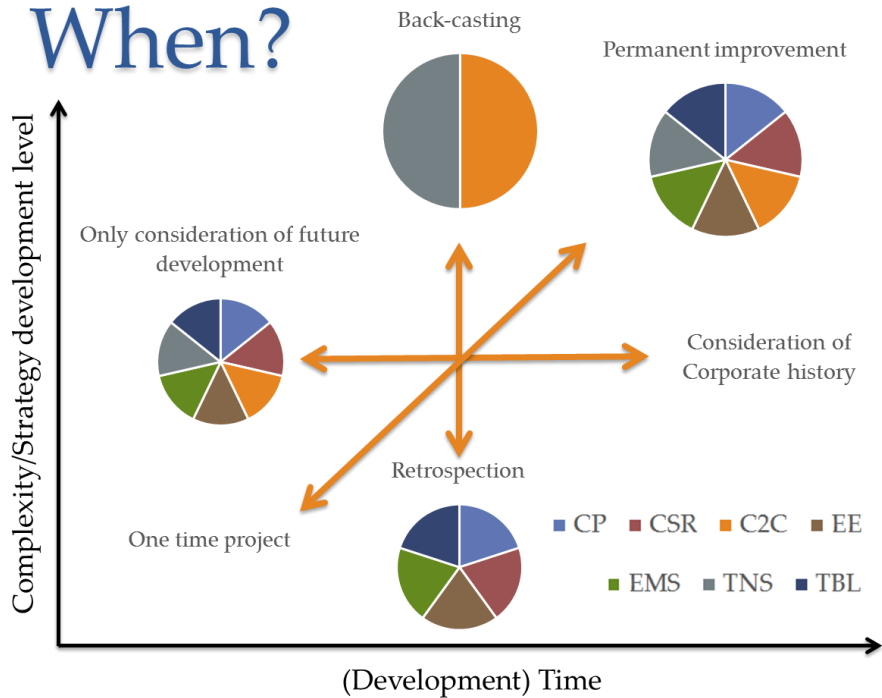 When?
Back-casting
Permanent improvement
Complexity/Strategy development level
Only consideration of future
development
Consideration of
Corporate history
Retrospection
One time project
CP CSR C2C EE
EMS TNS TBL
(Development) Time